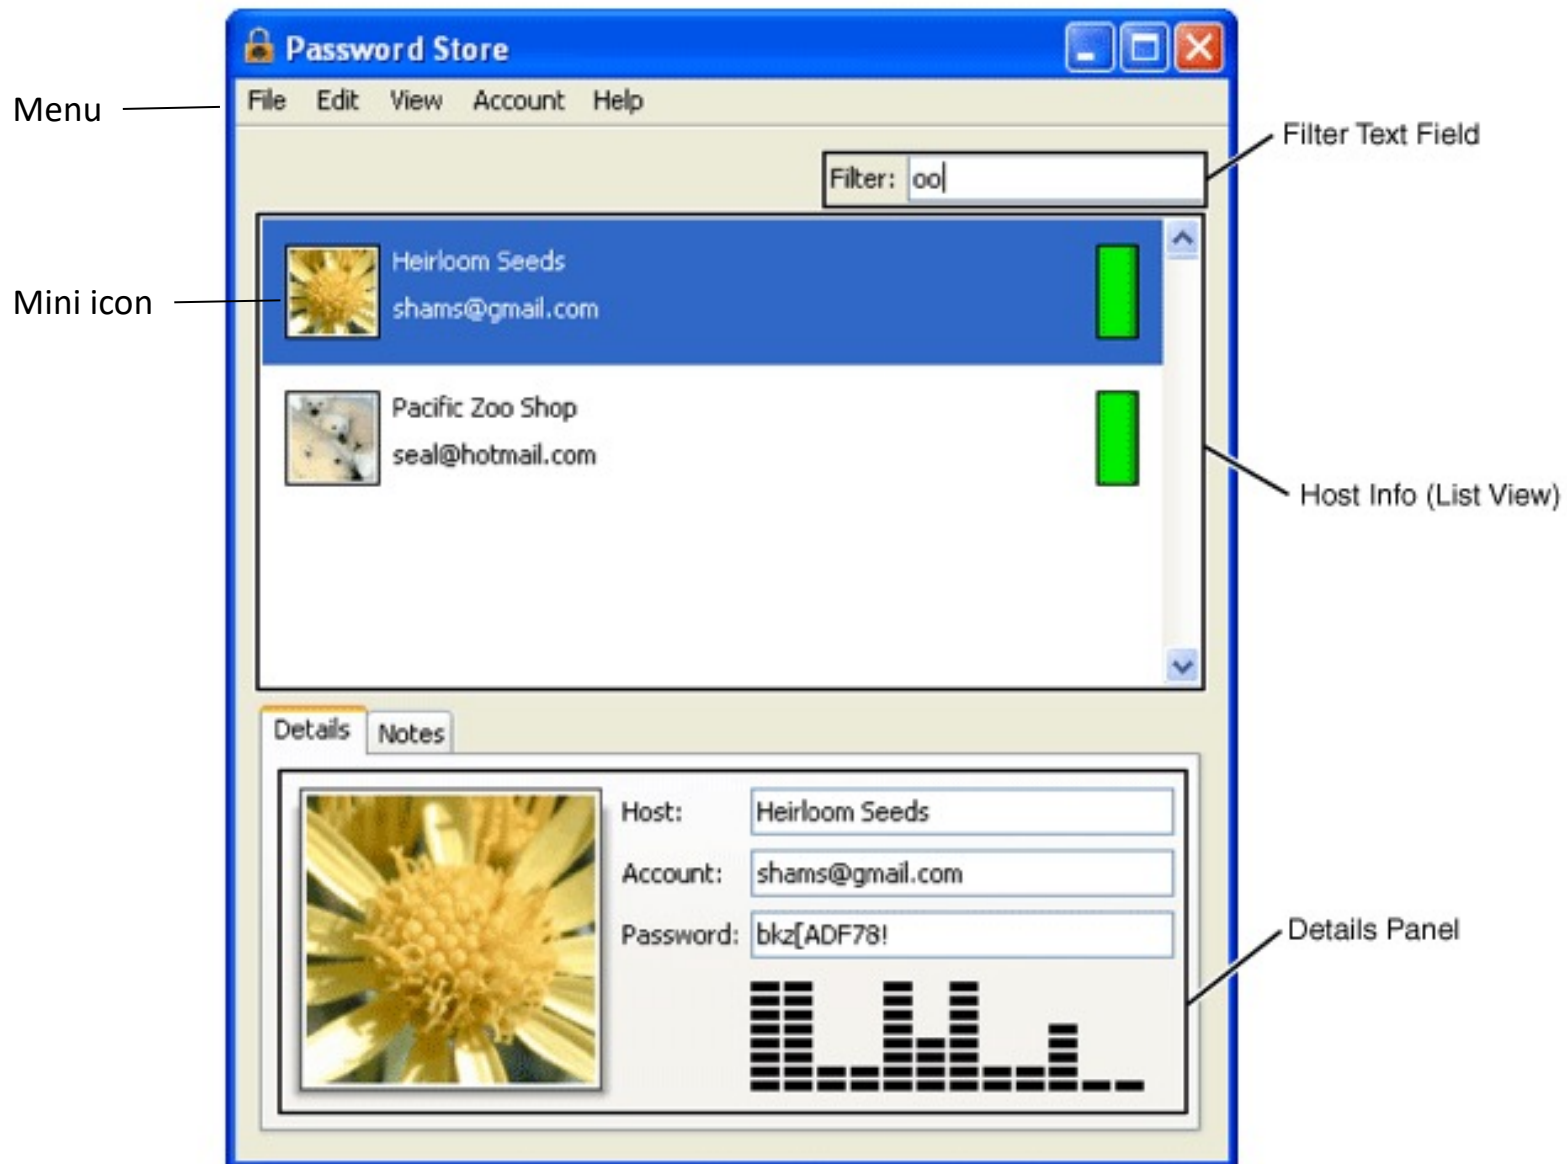 Password Store
Menu
File Edit View Account Help
Filter Text Field
Filter: oo
Mini icon
Heirloom Seeds
shams@gmail.com
Pacific Zoo Shop
seal@hotmail.com
Host Info (List View)
Details Notes
Host: Heirloom Seeds
Account: shams@gmail.com
Password: bkz[ADF78!
Details Panel